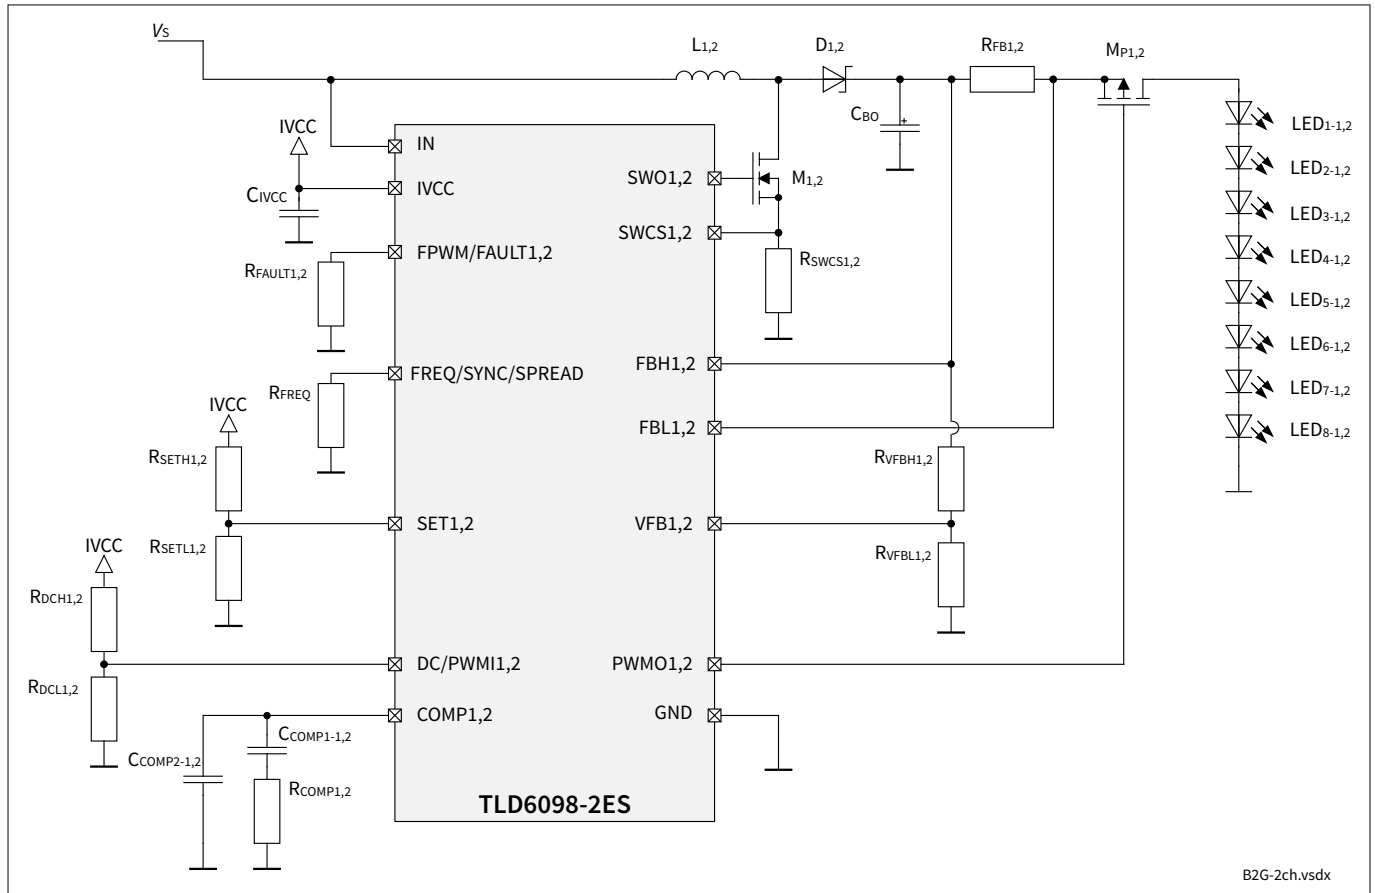 VS
L1,2
D1,2
RFB1,2
MP1,2
CBO
+
IVCC
CIVCC
IN
IVCC
FPWM/FAULT1,2
RFAULT1,2
FREQ/SYNC/SPREAD
RFREQ
SWO1,2
M1,2
SWCS1,2
RSWCS1,2
FBH1,2
FBL1,2
LED1-1,2
LED2-1,2
LED3-1,2
LED4-1,2
LED5-1,2
LED6-1,2
LED7-1,2
LED8-1,2
IVCC
RSETH1,2
RSETL1,2
SET1,2
RVFBH1,2
VFB1,2
RVFBL1,2
IVCC
RDCH1,2
RDCL1,2
DC/PWMI1,2
PWMO1,2
COMP1,2
GND
CCOMP1-1,2
CCOMP2-1,2
RCOMP1,2
TLD6098-2ES
B2G-2ch.vsdx